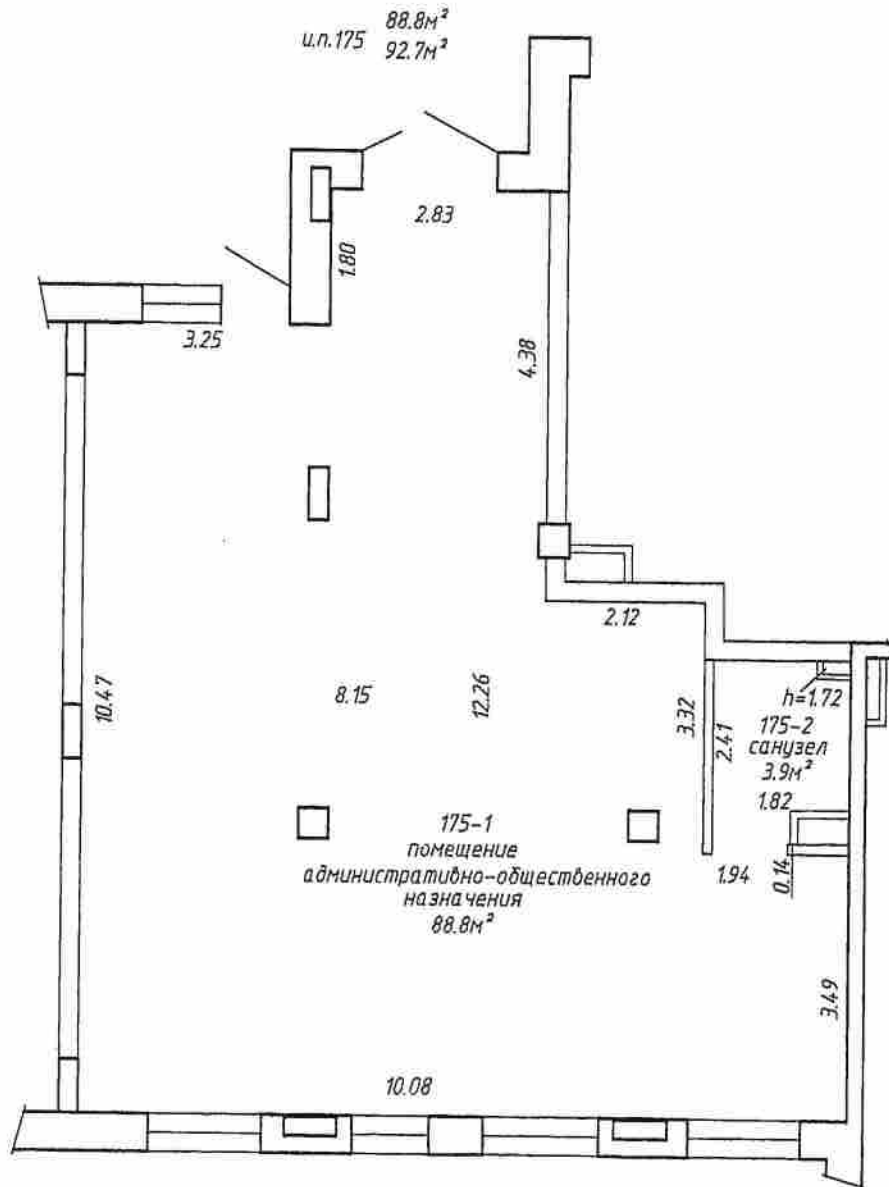 и.п.175
88.8м²
92.7м²
2.83
1.80
3.25
4.38
2.12
10.47
8.15
12.26
3.32
2.41
h=1.72
175-2
санузел
3.9м²
1.82
175-1
помещение
административно-общественного
назначения
88.8м²
1.94
0.14
3.49
10.08